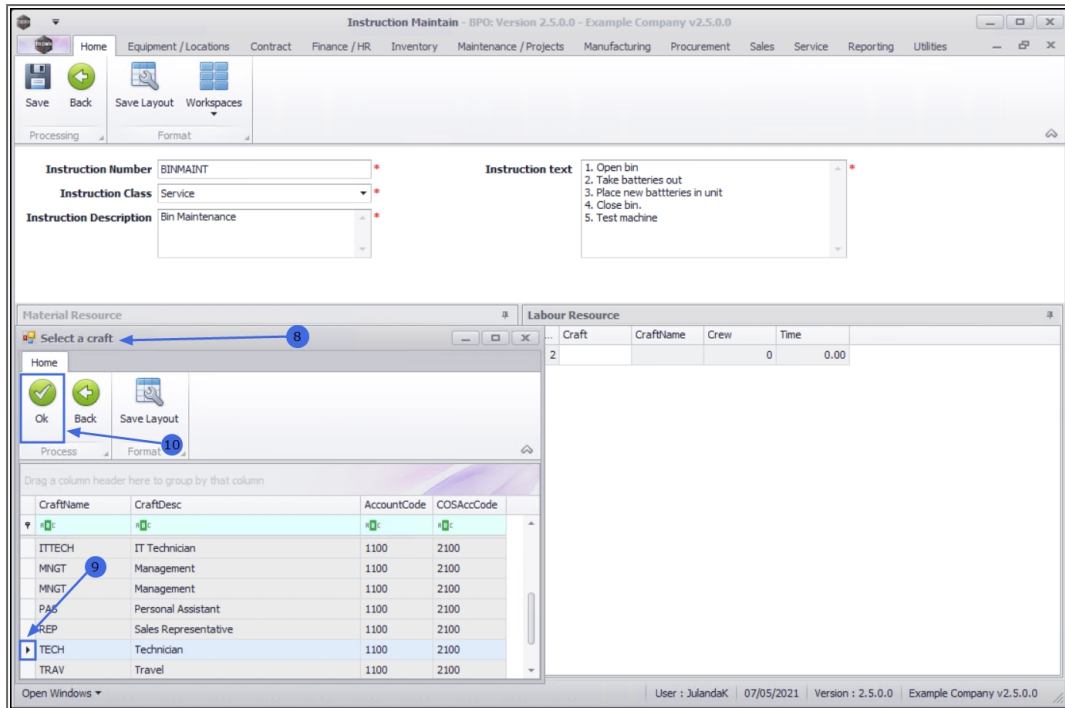 Instruction Maintain - BPO: Version 2.5.0.0 - Example Company v2.5.0.0
Home Equipment / Locations Contract Finance / HR Inventory Maintenance / Projects Manufacturing Procurement Sales Service Reporting Utilities
Save Back Save Layout Workspaces
Processing Format
Instruction Number BINMAINT *
Instruction Class Service *
Instruction Description Bin Maintenance *
Instruction text *
1. Open bin
2. Take batteries out
3. Place new battteries in unit
4. Close bin.
5. Test machine
Material Resource
Labour Resource
... Craft CraftName Crew Time
2 0 0.00
Select a craft 8
Home
Ok Back Save Layout
10
Process Format
Drag a column header here to group by that column
CraftName CraftDesc AccountCode COSAccCode
ITTECH IT Technician 1100 2100
MNGT Management 1100 2100
9
MNGT Management 1100 2100
PAS Personal Assistant 1100 2100
REP Sales Representative 1100 2100
TECH Technician 1100 2100
TRAV Travel 1100 2100
Open Windows
User : JulandaK 07/05/2021 Version : 2.5.0.0 Example Company v2.5.0.0